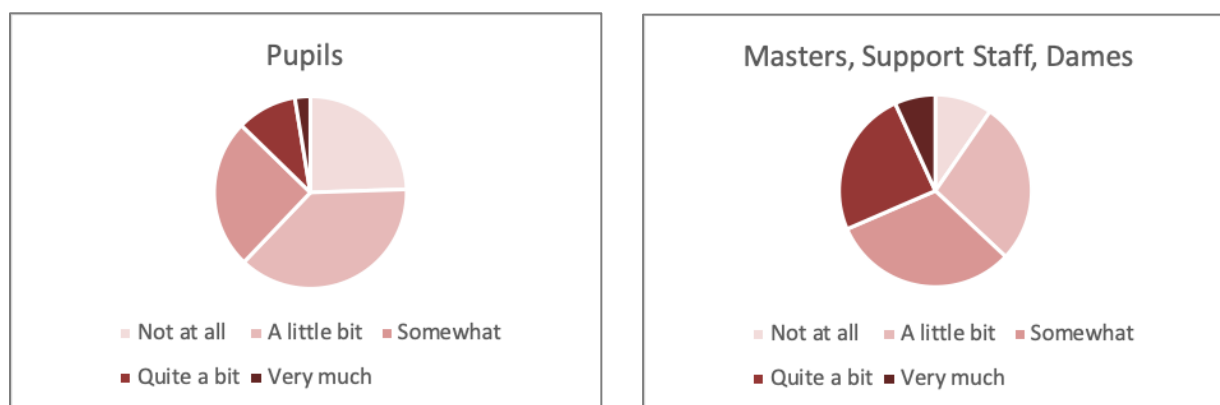 Pupils
Not at all A little bit Somewhat
Quite a bit Very much
Masters, Support Staff, Dames
Not at all A little bit Somewhat
Quite a bit Very much